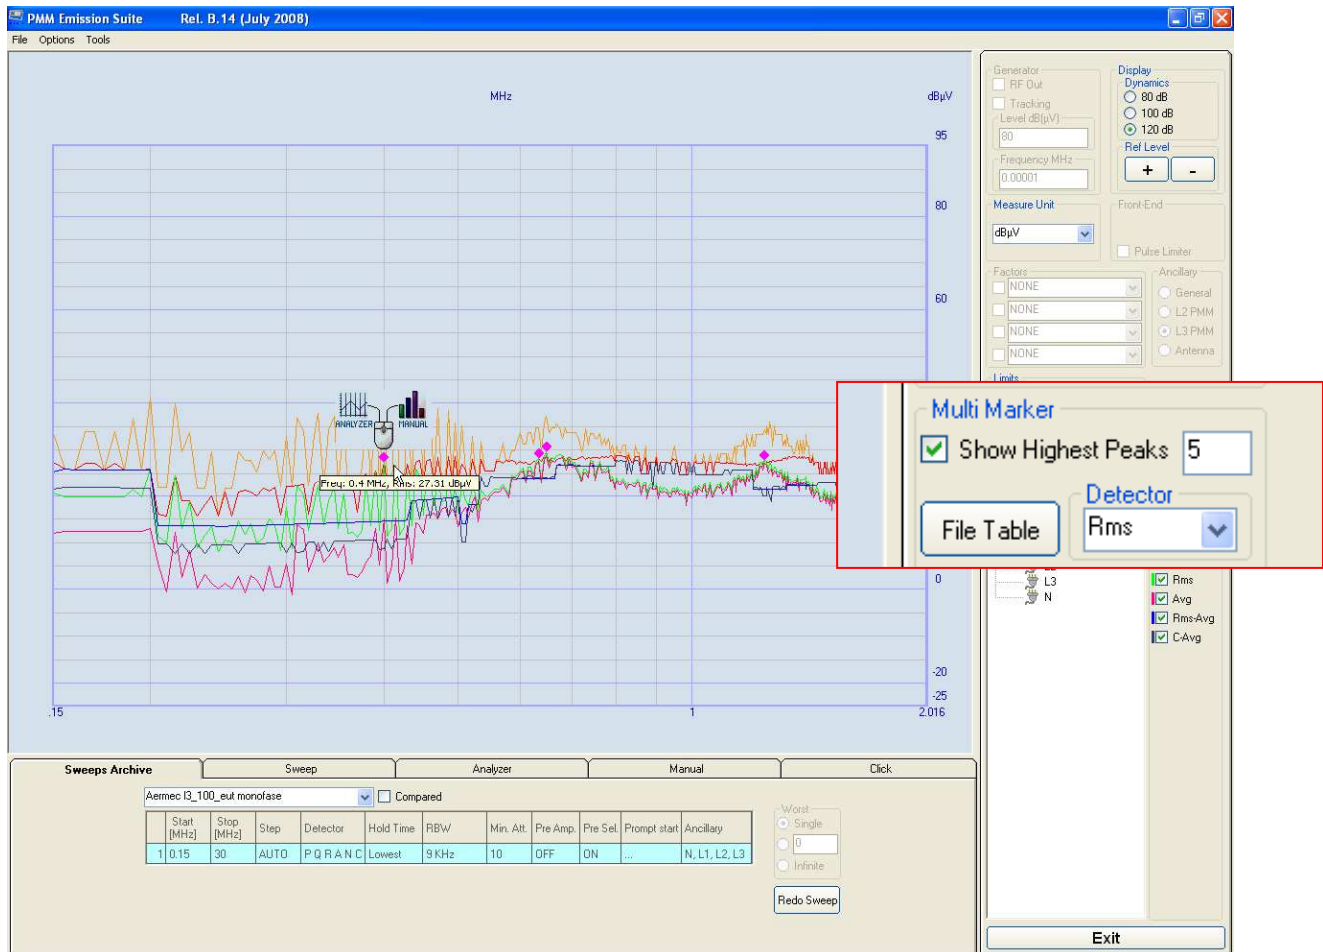 PMM Emission Suite Rel. B.14 (July 2008)
File Options Tools
MHz
dBµV
95
80
60
0
-20
-25
.15
1
2.016
ANALYZER
MANUAL
Freq: 0.4 MHz, Rms: 27.31 dBµV
Generator
RF Out
Tracking
Level dB(µV)
80
Frequency MHz
0.00001
Display
Dynamics
80 dB
100 dB
120 dB
Ref Level
+ -
Measure Unit
dBµV
Front-End
Pulse Limiter
Factors
NONE
NONE
NONE
NONE
Ancillary
General
L2 PMM
L3 PMM
Antenna
Limits
Multi Marker
Show Highest Peaks 5
File Table
Detector
Rms
L3
N
Rms
Avg
Rms-Avg
C-Avg
Sweeps Archive Sweep Analyzer Manual Click
Aermec I3_100_eut monofase Compared
Start [MHz] Stop [MHz] Step Detector Hold Time RBW Min. Att. Pre Amp. Pre Sel. Prompt start Ancillary
1 0.15 30 AUTO P Q R A N C Lowest 9 KHz 10 OFF ON ... N, L1, L2, L3
Worst
Single
0
Infinite
Redo Sweep
Exit